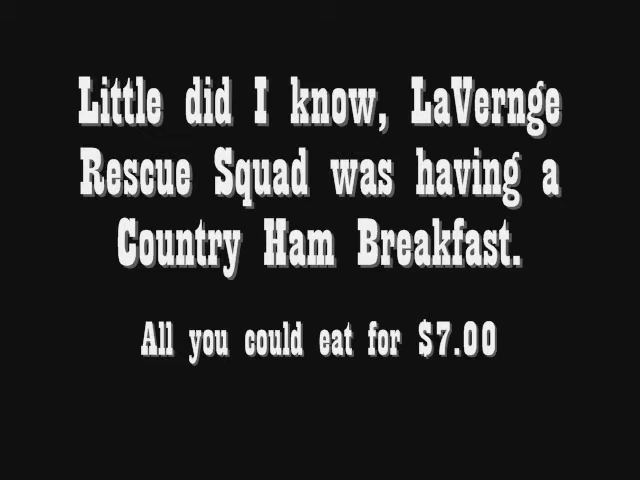 Little did I know, LaVernge
Rescue Squad was having a
Country Ham Breakfast.
All you could eat for $7.00